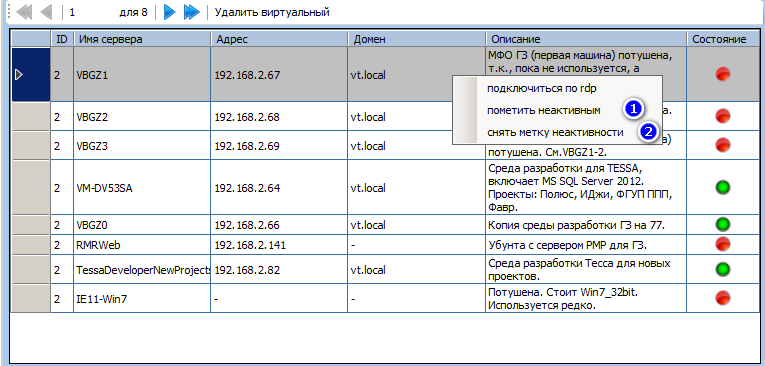 1 для 8 Удалить виртуальный
ID Имя сервера Адрес Домен Описание Состояние
2 VBGZ1 192.168.2.67 vt.local МФО ГЗ (первая машина) потушена,
т.к., пока не используется, а
подключиться по rdp
пометить неактивным 1
снять метку неактивности 2
2 VBGZ2 192.168.2.68 vt.local
2 VBGZ3 192.168.2.69 vt.local
потушена. См.VBGZ1-2.
2 VM-DV53SA 192.168.2.64 vt.local Среда разработки для TESSA,
включает MS SQL Server 2012.
Проекты: Полюс, ИДжи, ФГУП ППП,
Фавр.
2 VBGZ0 192.168.2.66 vt.local Копия среды разработки ГЗ на 77.
2 RMRWeb 192.168.2.141 - Убунта с сервером РМР для ГЗ.
2 TessaDeveloperNewProjects 192.168.2.82 vt.local Среда разработки Тесса для новых
проектов.
2 IE11-Win7 - - Потушена. Стоит Win7_32bit.
Используется редко.